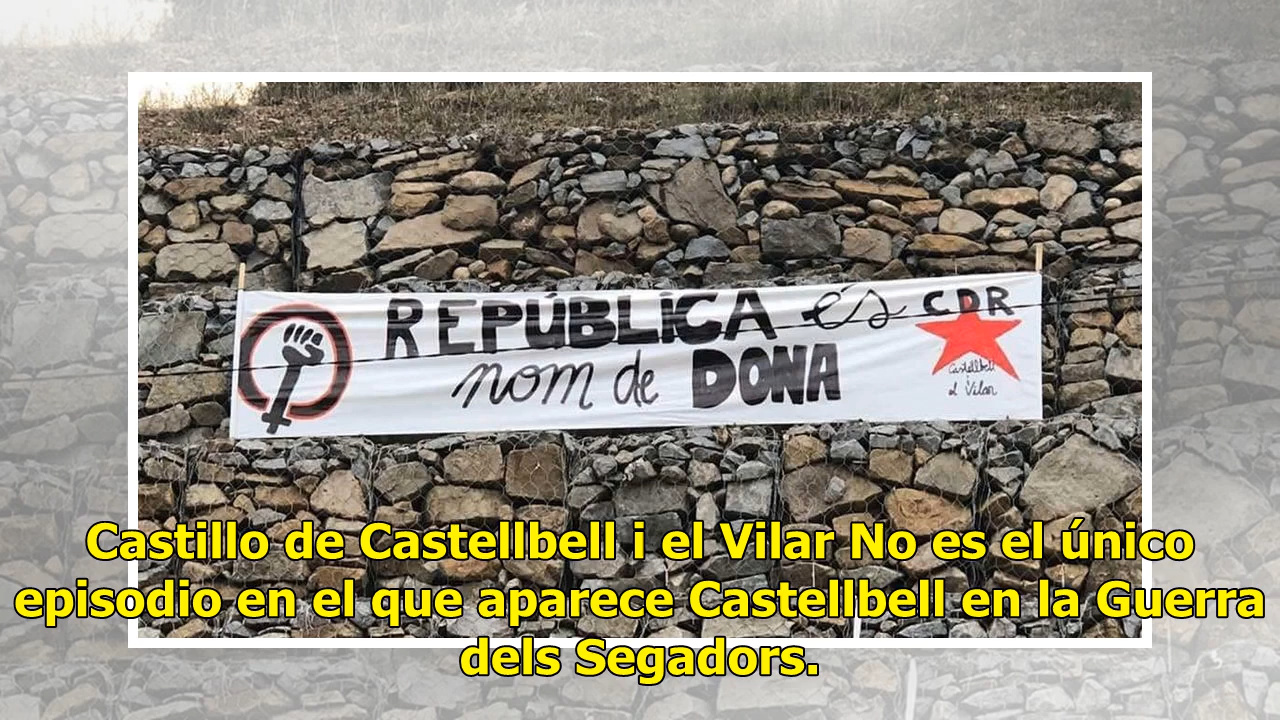 REPÚBLICA és
nom de DONA
CDR
Castellbell
i
el Vilar
Castillo de Castellbell i el Vilar No es el único
episodio en el que aparece Castellbell en la Guerra
dels Segadors.